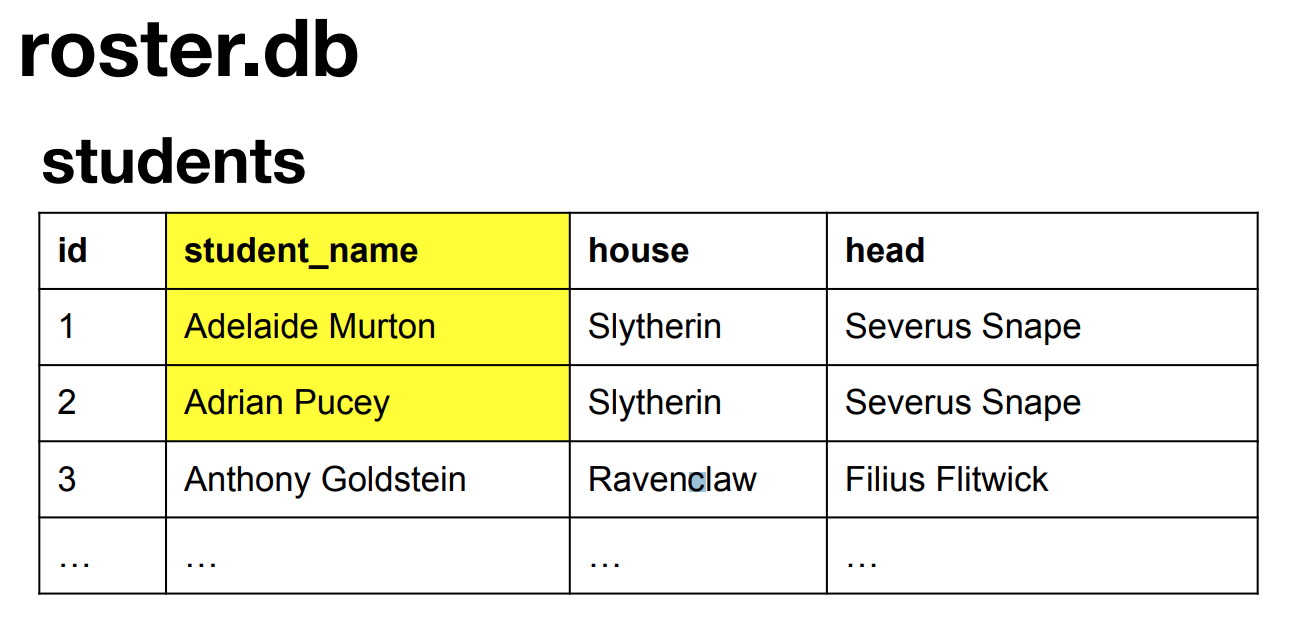 roster.db
students
id student_name house head
1 Adelaide Murton Slytherin Severus Snape
2 Adrian Pucey Slytherin Severus Snape
3 Anthony Goldstein Ravenclaw Filius Flitwick
… … … …